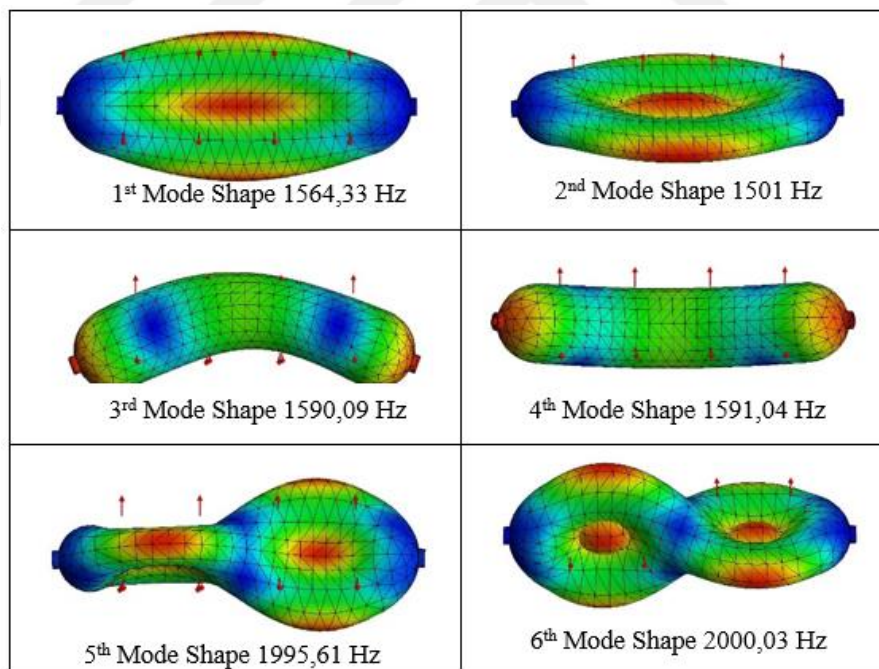 1st Mode Shape 1564,33 Hz
2nd Mode Shape 1501 Hz
3rd Mode Shape 1590,09 Hz
4th Mode Shape 1591,04 Hz
5th Mode Shape 1995,61 Hz
6th Mode Shape 2000,03 Hz